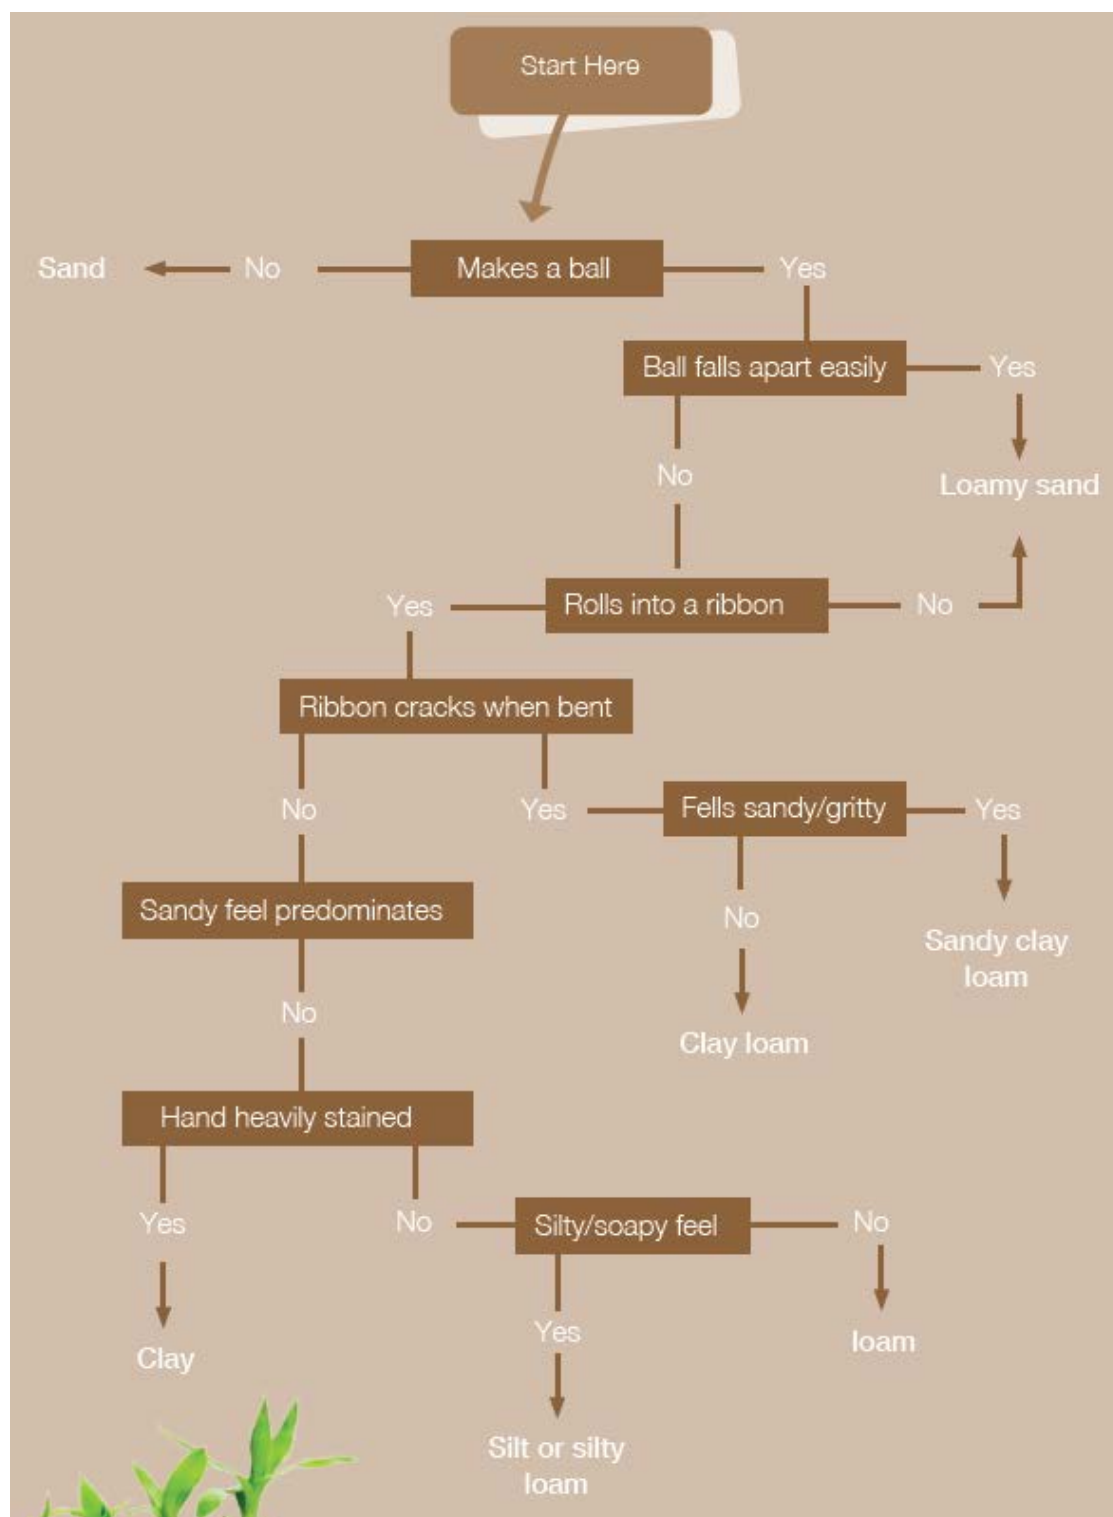 Start Here
Sand
No
Makes a ball
Yes
Ball falls apart easily
Yes
No
Loamy sand
Yes
Rolls into a ribbon
No
Ribbon cracks when bent
No
Yes
Fells sandy/gritty
Yes
Sandy feel predominates
No
Sandy clay
loam
No
Clay loam
Hand heavily stained
Yes
No
Silty/soapy feel
No
Yes
loam
Clay
Silt or silty
loam